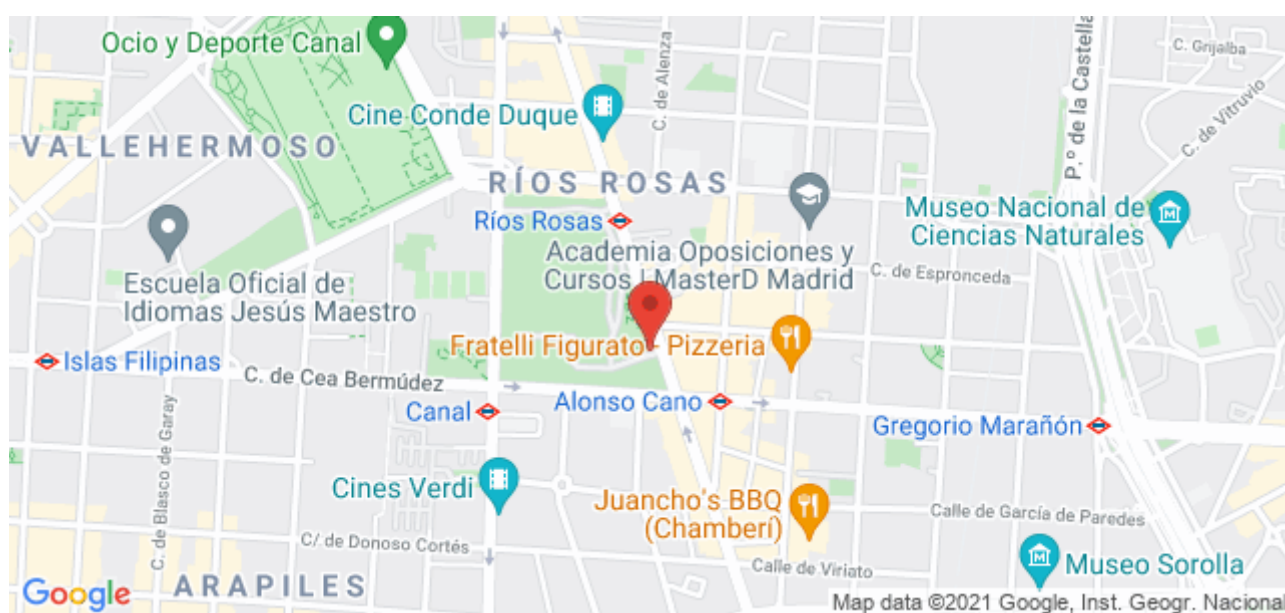 Ocio y Deporte Canal
C. Grijalba
Cine Conde Duque
C. de Alenza
P.º de la Castella
C. de Vitruvio
VALLEHERMOSO
RÍOS ROSAS
Ríos Rosas
Museo Nacional de
Ciencias Naturales
Academia Oposiciones y
Cursos | MasterD Madrid
C. de Espronceda
Escuela Oficial de
Idiomas Jesús Maestro
Fratelli Figurato - Pizzeria
Islas Filipinas
C. de Cea Bermúdez
Canal
Alonso Cano
Gregorio Marañón
C. de Blasco de Garay
Cines Verdi
Juancho's BBQ
(Chamberí)
Calle de García de Paredes
C/ de Donoso Cortés
Calle de Viriato
Museo Sorolla
ARAPILES
Google
Map data ©2021 Google, Inst. Geogr. Nacional